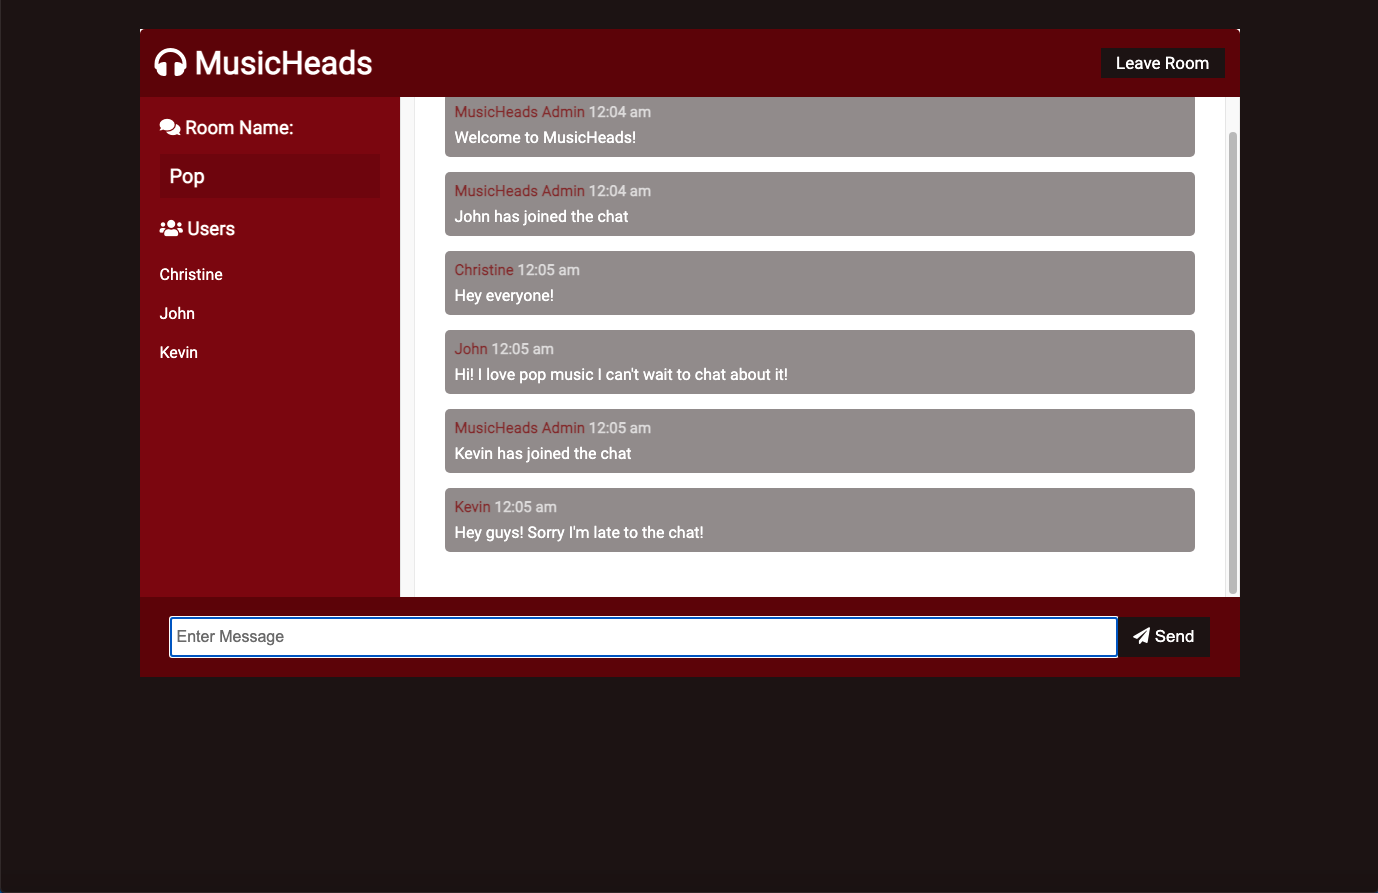 MusicHeads
Leave Room
Room Name:
Pop
Users
Christine
John
Kevin
MusicHeads Admin 12:04 am
Welcome to MusicHeads!
MusicHeads Admin 12:04 am
John has joined the chat
Christine 12:05 am
Hey everyone!
John 12:05 am
Hi! I love pop music I can't wait to chat about it!
MusicHeads Admin 12:05 am
Kevin has joined the chat
Kevin 12:05 am
Hey guys! Sorry I'm late to the chat!
Enter Message
Send